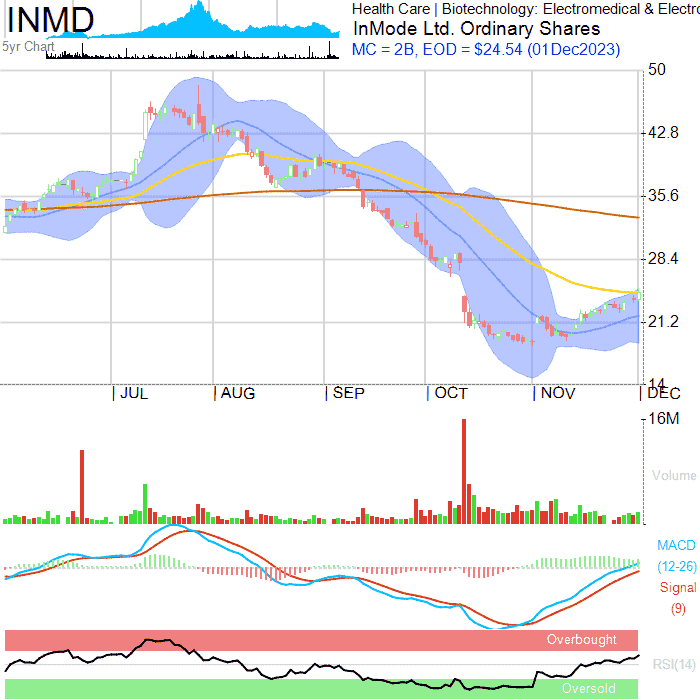 INMD
5yr Chart
Health Care | Biotechnology: Electromedical & Electro
InMode Ltd. Ordinary Shares
MC = 2B, EOD = $24.54 (01Dec2023)
50
42.8
35.6
28.4
21.2
14
JUL AUG SEP OCT NOV DEC
16M
Volume
MACD
(12-26)
Signal
(9)
Overbought
RSI(14)
Oversold